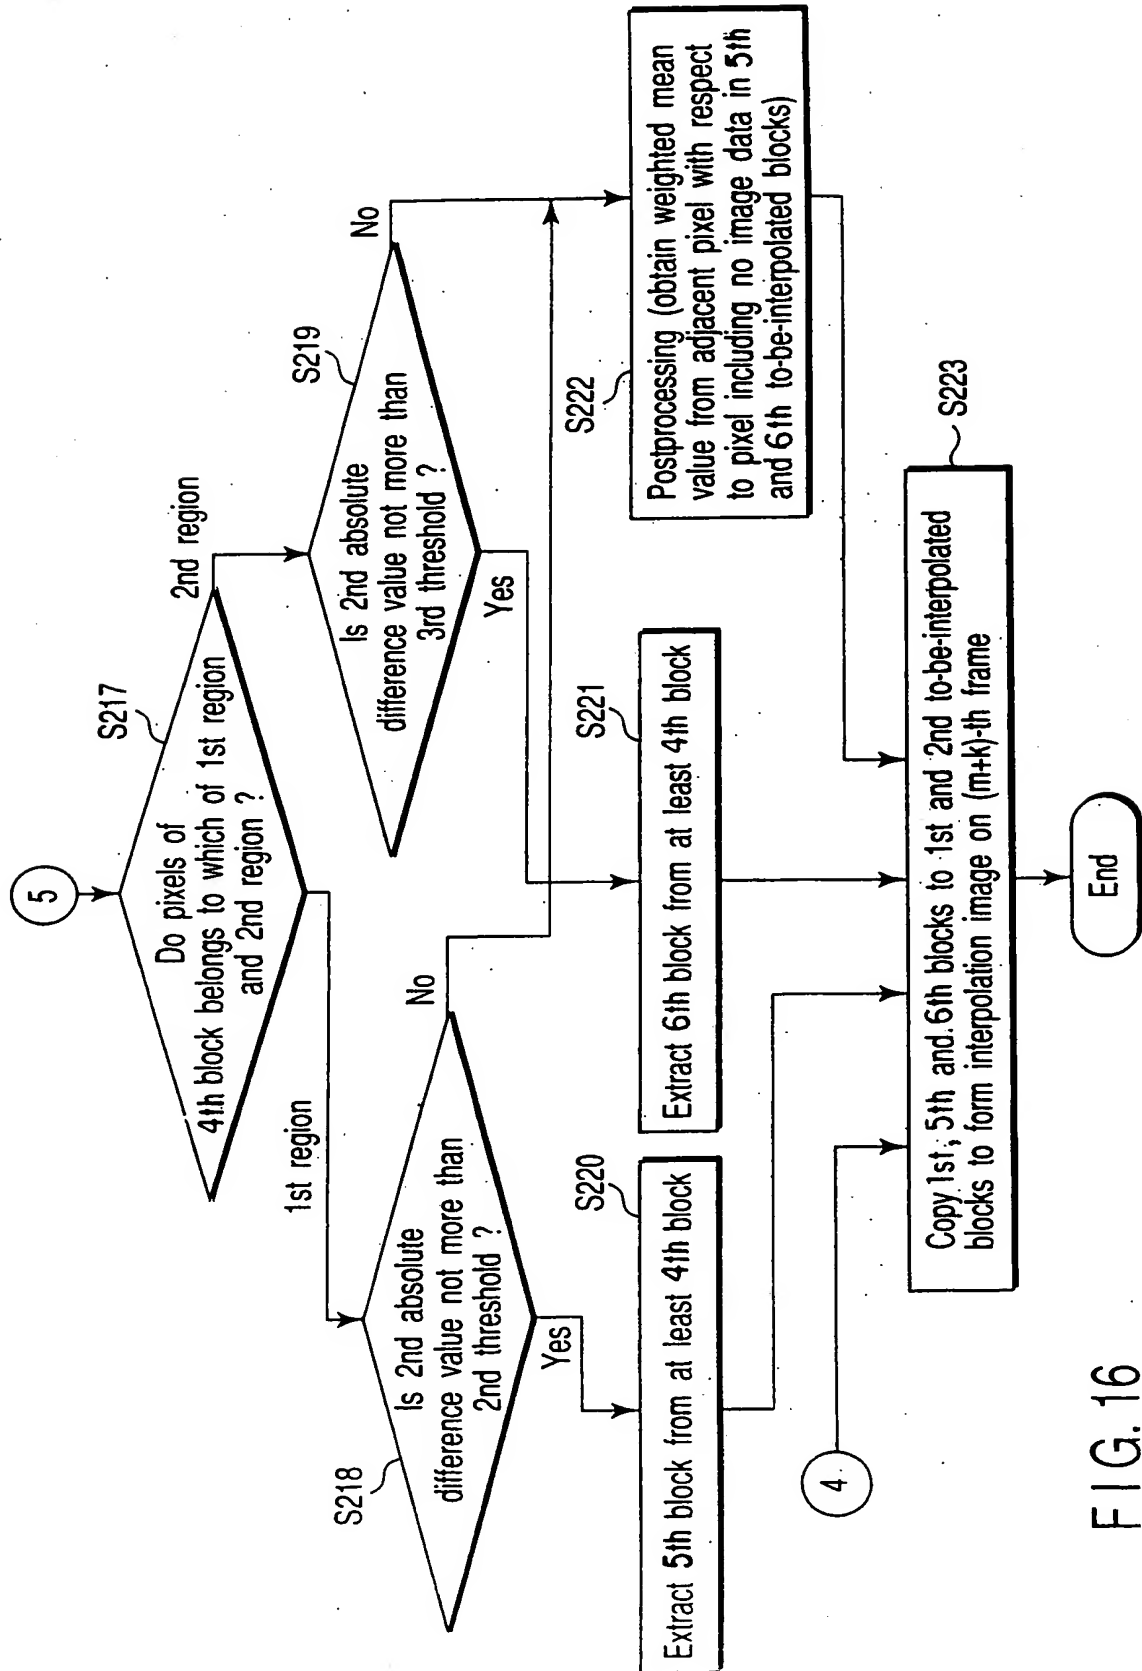 5
S217
Do pixels of
4th block belongs to which of 1st region
and 2nd region ?
1st region
2nd region
S218
Is 2nd absolute
difference value not more than
2nd threshold ?
No
Yes
S219
Is 2nd absolute
difference value not more than
3rd threshold ?
No
Yes
S220
Extract 5th block from at least 4th block
S221
Extract 6th block from at least 4th block
S222
Postprocessing (obtain weighted mean
value from adjacent pixel with respect
to pixel including no image data in 5th
and 6th to-be-interpolated blocks)
4
S223
Copy 1st, 5th and 6th blocks to 1st and 2nd to-be-interpolated
blocks to form interpolation image on (m+k)-th frame
End
FIG. 16